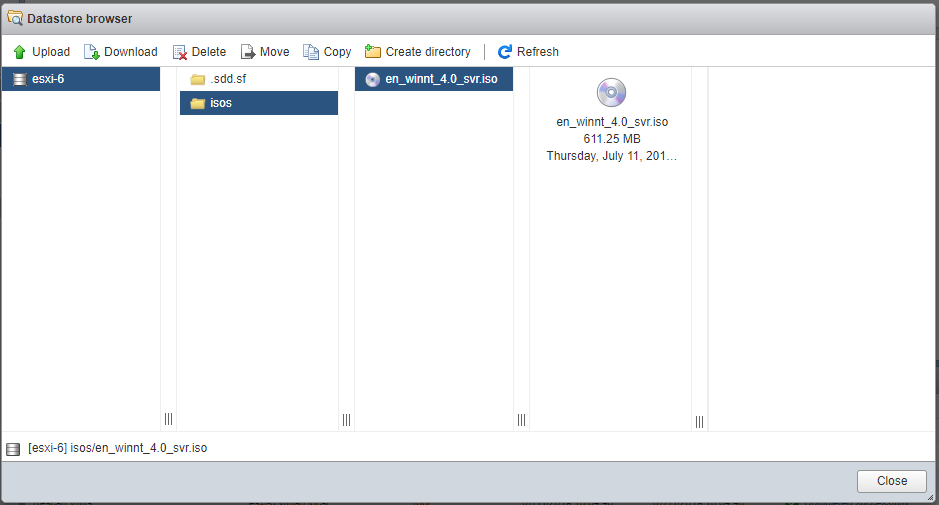 Datastore browser
Upload Download Delete Move Copy Create directory Refresh
esxi-6 .sdd.sf en_winnt_4.0_svr.iso
isos
en_winnt_4.0_svr.iso
611.25 MB
Thursday, July 11, 201...
[esxi-6] isos/en_winnt_4.0_svr.iso
Close